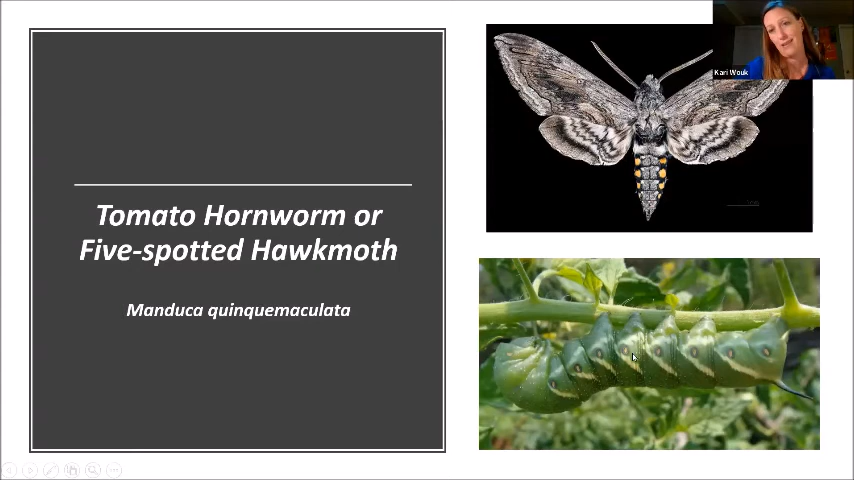 Kari Wouk
Tomato Hornworm or
Five-spotted Hawkmoth
Manduca quinquemaculata